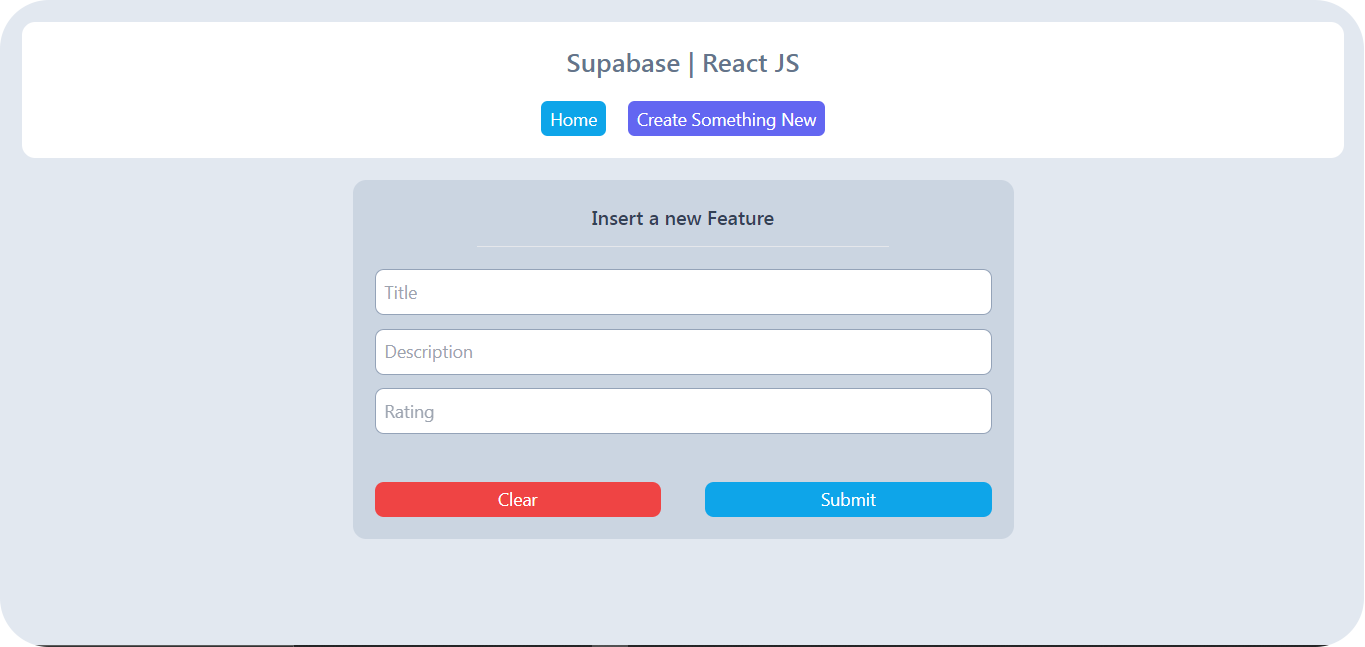 Supabase | React JS
Home Create Something New
Insert a new Feature
Title
Description
Rating
Clear Submit